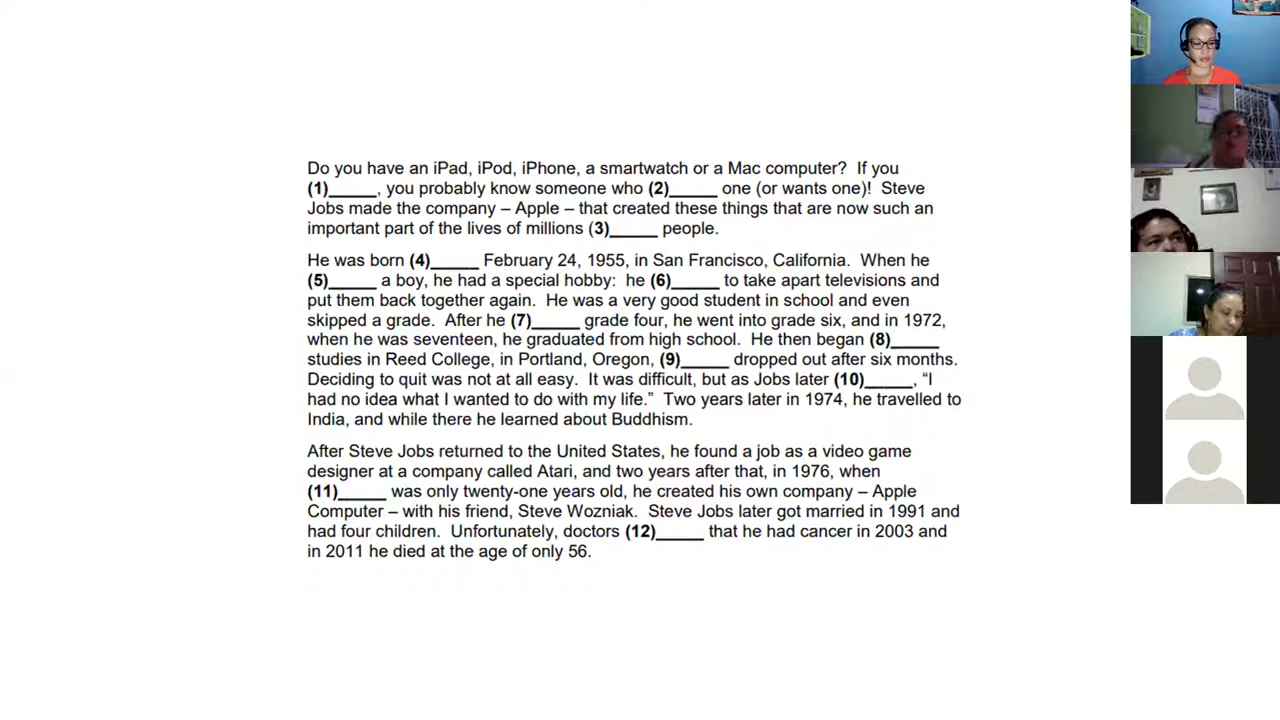 Do you have an iPad, iPod, iPhone, a smartwatch or a Mac computer?  If you
(1)_____, you probably know someone who (2)_____ one (or wants one)!  Steve
Jobs made the company – Apple – that created these things that are now such an
important part of the lives of millions (3)_____ people.
He was born (4)_____ February 24, 1955, in San Francisco, California.  When he
(5)_____ a boy, he had a special hobby:  he (6)_____ to take apart televisions and
put them back together again.  He was a very good student in school and even
skipped a grade.  After he (7)_____ grade four, he went into grade six, and in 1972,
when he was seventeen, he graduated from high school.  He then began (8)_____
studies in Reed College, in Portland, Oregon, (9)_____ dropped out after six months.
Deciding to quit was not at all easy.  It was difficult, but as Jobs later (10)_____, “I
had no idea what I wanted to do with my life.”  Two years later in 1974, he travelled to
India, and while there he learned about Buddhism.
After Steve Jobs returned to the United States, he found a job as a video game
designer at a company called Atari, and two years after that, in 1976, when
(11)_____ was only twenty-one years old, he created his own company – Apple
Computer – with his friend, Steve Wozniak.  Steve Jobs later got married in 1991 and
had four children.  Unfortunately, doctors (12)_____ that he had cancer in 2003 and
in 2011 he died at the age of only 56.